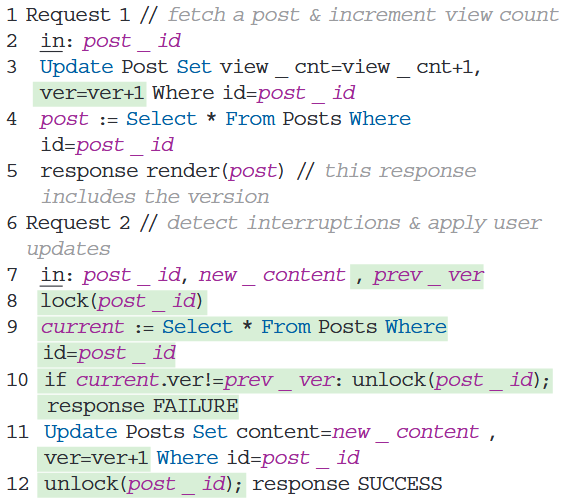 1 Request 1 // fetch a post & increment view count
2 in: post _ id
3 Update Post Set view _ cnt=view _ cnt+1,
ver=ver+1 Where id=post _ id
4 post := Select * From Posts Where
id=post _ id
5 response render(post) // this response
includes the version
6 Request 2 // detect interruptions & apply user
updates
7 in: post _ id, new _ content , prev _ ver
8 lock(post _ id)
9 current := Select * From Posts Where
id=post _ id
10 if current.ver!=prev _ ver: unlock(post _ id);
response FAILURE
11 Update Posts Set content=new _ content ,
ver=ver+1 Where id=post _ id
12 unlock(post _ id); response SUCCESS